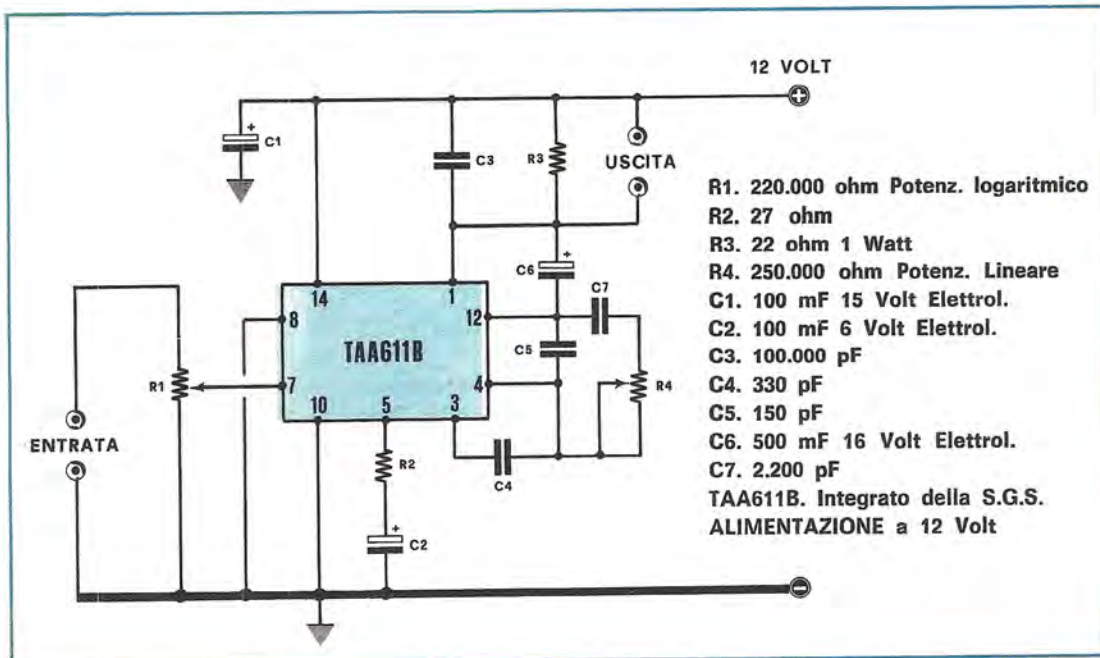 12 VOLT
+
+
C1
C3
R3
USCITA
+
C6
C7
14
1
8
12
TAA611B
C5
R4
R1
7
4
10
5
3
ENTRATA
R2
C4
+
C2
R1. 220.000 ohm Potenz. logaritmico
R2. 27 ohm
R3. 22 ohm 1 Watt
R4. 250.000 ohm Potenz. Lineare
C1. 100 mF 15 Volt Elettrol.
C2. 100 mF 6 Volt Elettrol.
C3. 100.000 pF
C4. 330 pF
C5. 150 pF
C6. 500 mF 16 Volt Elettrol.
C7. 2.200 pF
TAA611B. Integrato della S.G.S.
ALIMENTAZIONE a 12 Volt
-